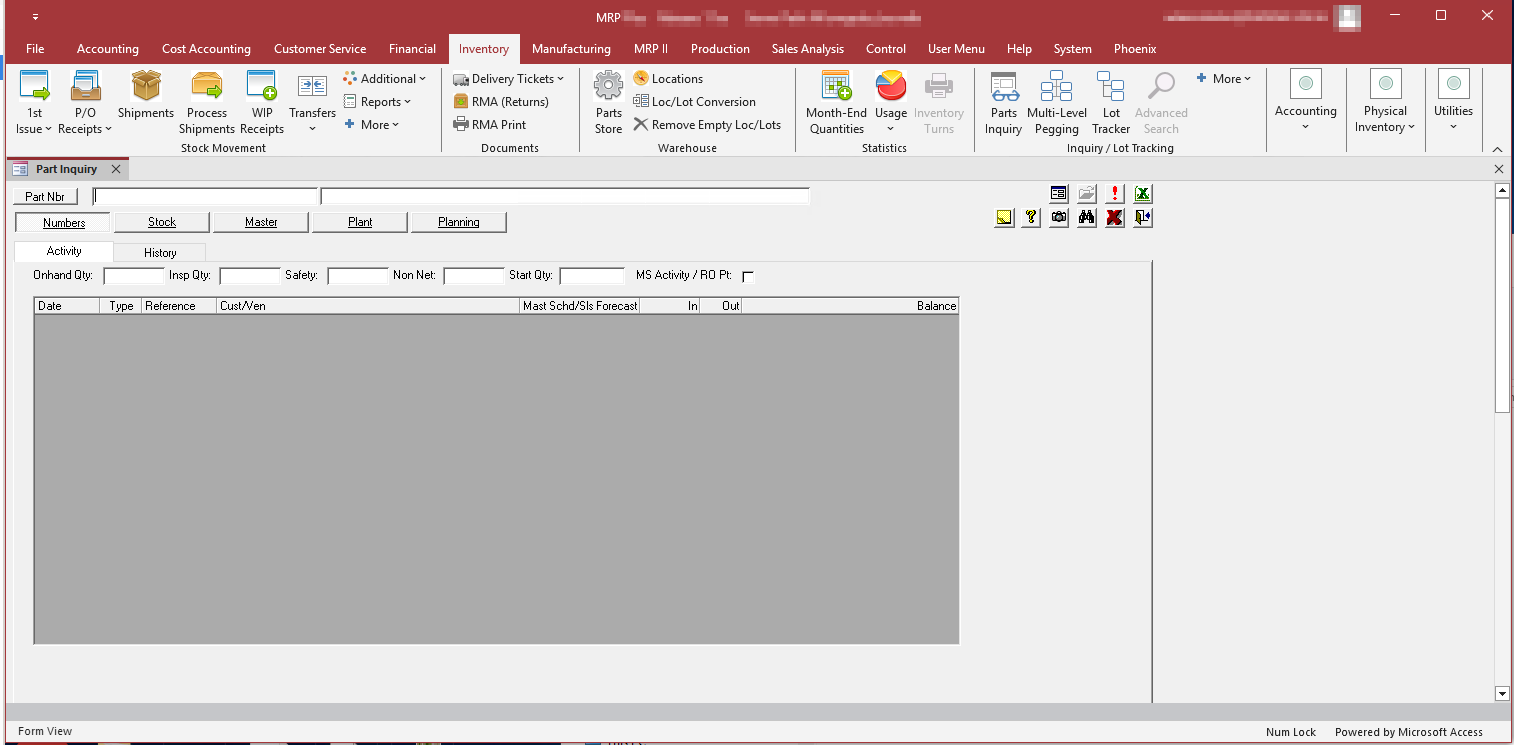 MRP
File Accounting Cost Accounting Customer Service Financial Inventory Manufacturing MRP II Production Sales Analysis Control User Menu Help System Phoenix
1st Issue P/O Receipts Shipments Process Shipments WIP Receipts Transfers
Additional
Reports
More
Stock Movement
Delivery Tickets
RMA (Returns)
RMA Print
Documents
Parts Store
Locations
Loc/Lot Conversion
Remove Empty Loc/Lots
Warehouse
Month-End Quantities Usage Inventory Turns
Statistics
Parts Inquiry Multi-Level Pegging Lot Tracker Advanced Search
More
Inquiry / Lot Tracking
Accounting
Physical Inventory
Utilities
Part Inquiry
Part Nbr
Numbers Stock Master Plant Planning
Activity History
Onhand Qty: Insp Qty: Safety: Non Net: Start Qty: MS Activity / RO Pt:
Date Type Reference Cust/Ven Mast Schd/Sls Forecast In Out Balance
Form View Num Lock Powered by Microsoft Access